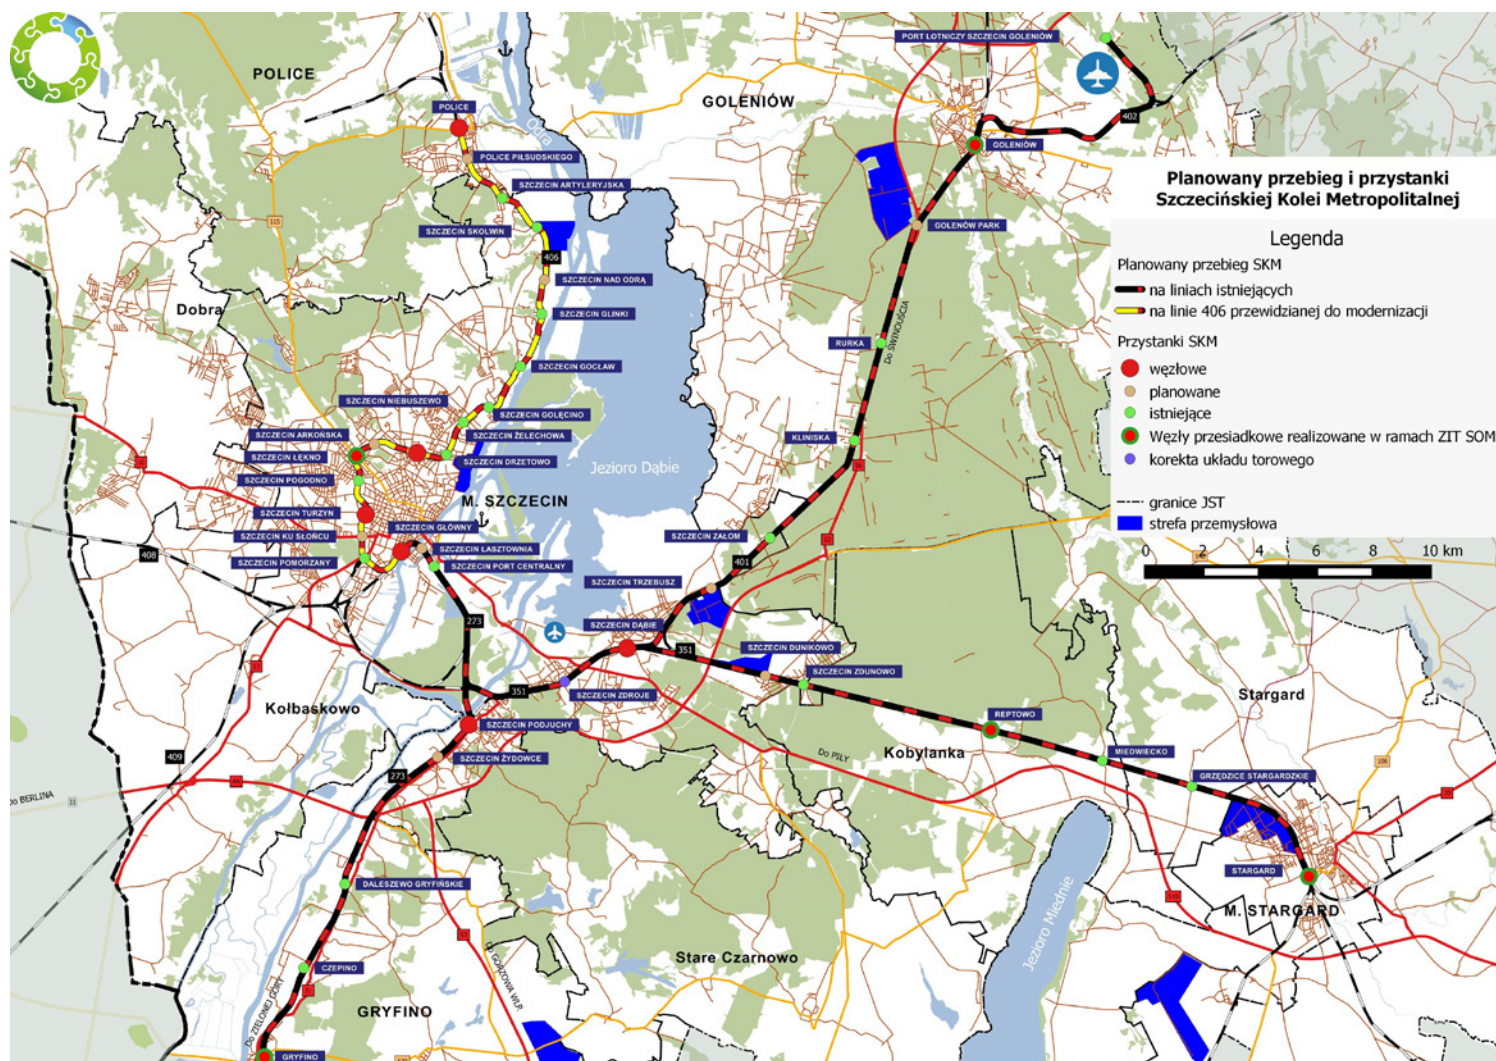 PORT LOTNICZY SZCZECIN GOLENIÓW
POLICE
GOLENIÓW
POLICE
402
Odra
GOLENIÓW
POLICE PIŁSUDSKIEGO
SZCZECIN ARTYLERYJSKA
115
SZCZECIN SKOLWIN
GOLENÓW PARK
406
SZCZECIN NAD ODRĄ
Dobra
SZCZECIN GLINKI
Do ŚWINOUŚCIA
RURKA
SZCZECIN GOCŁAW
SZCZECIN NIEBUSZEWO
SZCZECIN GOLĘCINO
SZCZECIN ARKOŃSKA
SZCZECIN ŻELECHOWA
KLINISKA
SZCZECIN ŁĘKNO
SZCZECIN DRZETOWO
Jezioro Dąbie
SZCZECIN POGODNO
M. SZCZECIN
SZCZECIN TURZYN
SZCZECIN GŁÓWNY
SZCZECIN KU SŁOŃCU
SZCZECIN ŁASZTOWNIA
SZCZECIN ZAŁOM
408
SZCZECIN POMORZANY
SZCZECIN PORT CENTRALNY
401
SZCZECIN TRZEBUSZ
273
SZCZECIN DĄBIE
351
SZCZECIN DUNIKOWO
SZCZECIN ZDUNOWO
351
SZCZECIN ZDROJE
Kołbaskowo
Stargard
REPTOWO
SZCZECIN PODJUCHY
Kobylanka
Do PIŁY
MIEDWIECKO
409
SZCZECIN ŻYDOWCE
106
273
GRZĘDZICE STARGARDZKIE
Do BERLINA
DALESZEWO GRYFIŃSKIE
STARGARD
M. STARGARD
Jezioro Miednie
Stare Czarnowo
CZEPINO
Do GORZOWA WLP.
Do ZIELONEJ GÓRY
GRYFINO
GRYFINO
Planowany przebieg i przystanki
Szczecińskiej Kolei Metropolitalnej
Legenda
Planowany przebieg SKM
na liniach istniejących
na linie 406 przewidzianej do modernizacji
Przystanki SKM
węzłowe
planowane
istniejące
Węzły przesiadkowe realizowane w ramach ZIT SOM
korekta układu torowego
granice JST
strefa przemysłowa
0 2 4 6 8 10 km